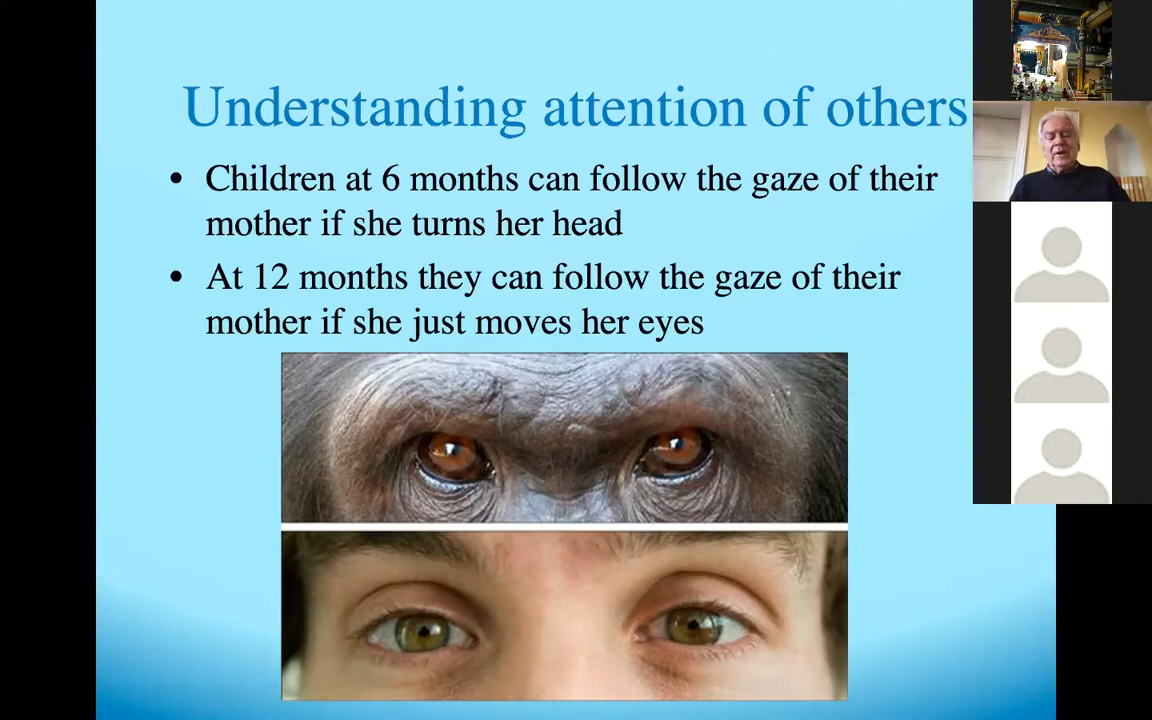 Understanding attention of others
• Children at 6 months can follow the gaze of their
mother if she turns her head
• At 12 months they can follow the gaze of their
mother if she just moves her eyes